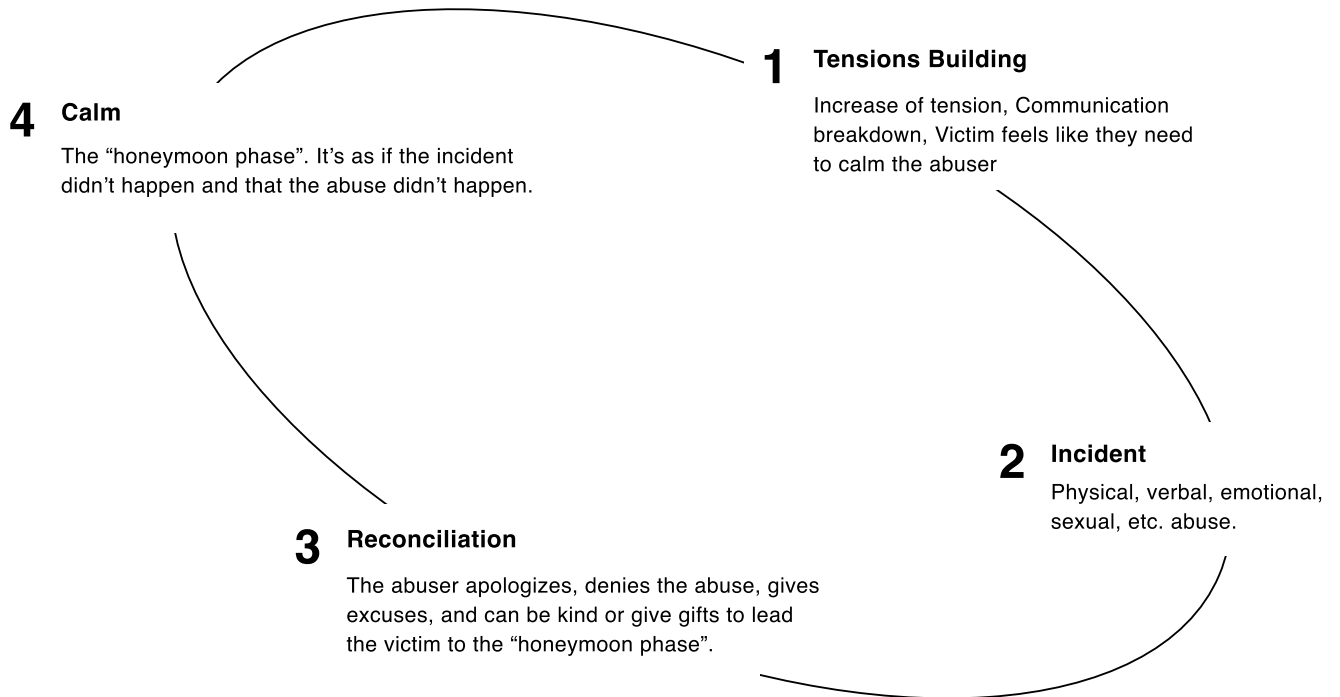 1 Tensions Building
Increase of tension, Communication
breakdown, Victim feels like they need
to calm the abuser
2 Incident
Physical, verbal, emotional,
sexual, etc. abuse.
3 Reconciliation
The abuser apologizes, denies the abuse, gives
excuses, and can be kind or give gifts to lead
the victim to the “honeymoon phase”.
4 Calm
The “honeymoon phase”. It’s as if the incident
didn’t happen and that the abuse didn’t happen.